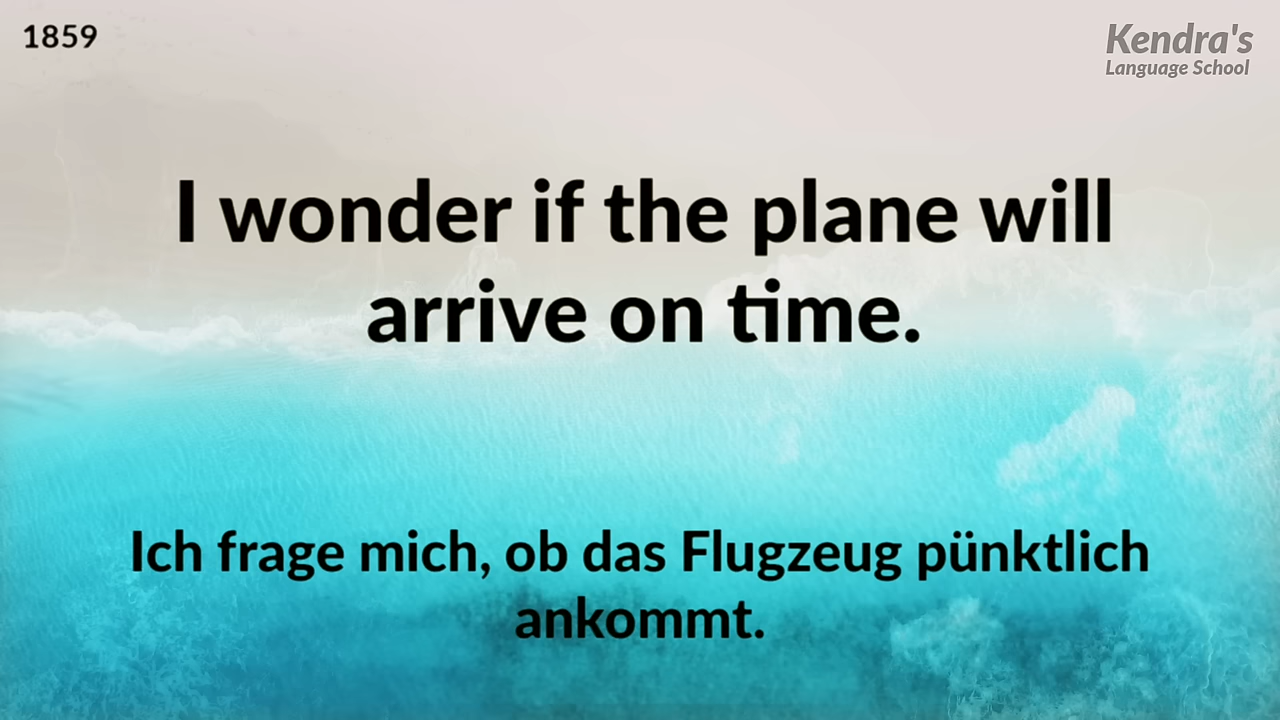 1859
Kendra's
Language School
I wonder if the plane will
arrive on time.
Ich frage mich, ob das Flugzeug pünktlich
ankommt.